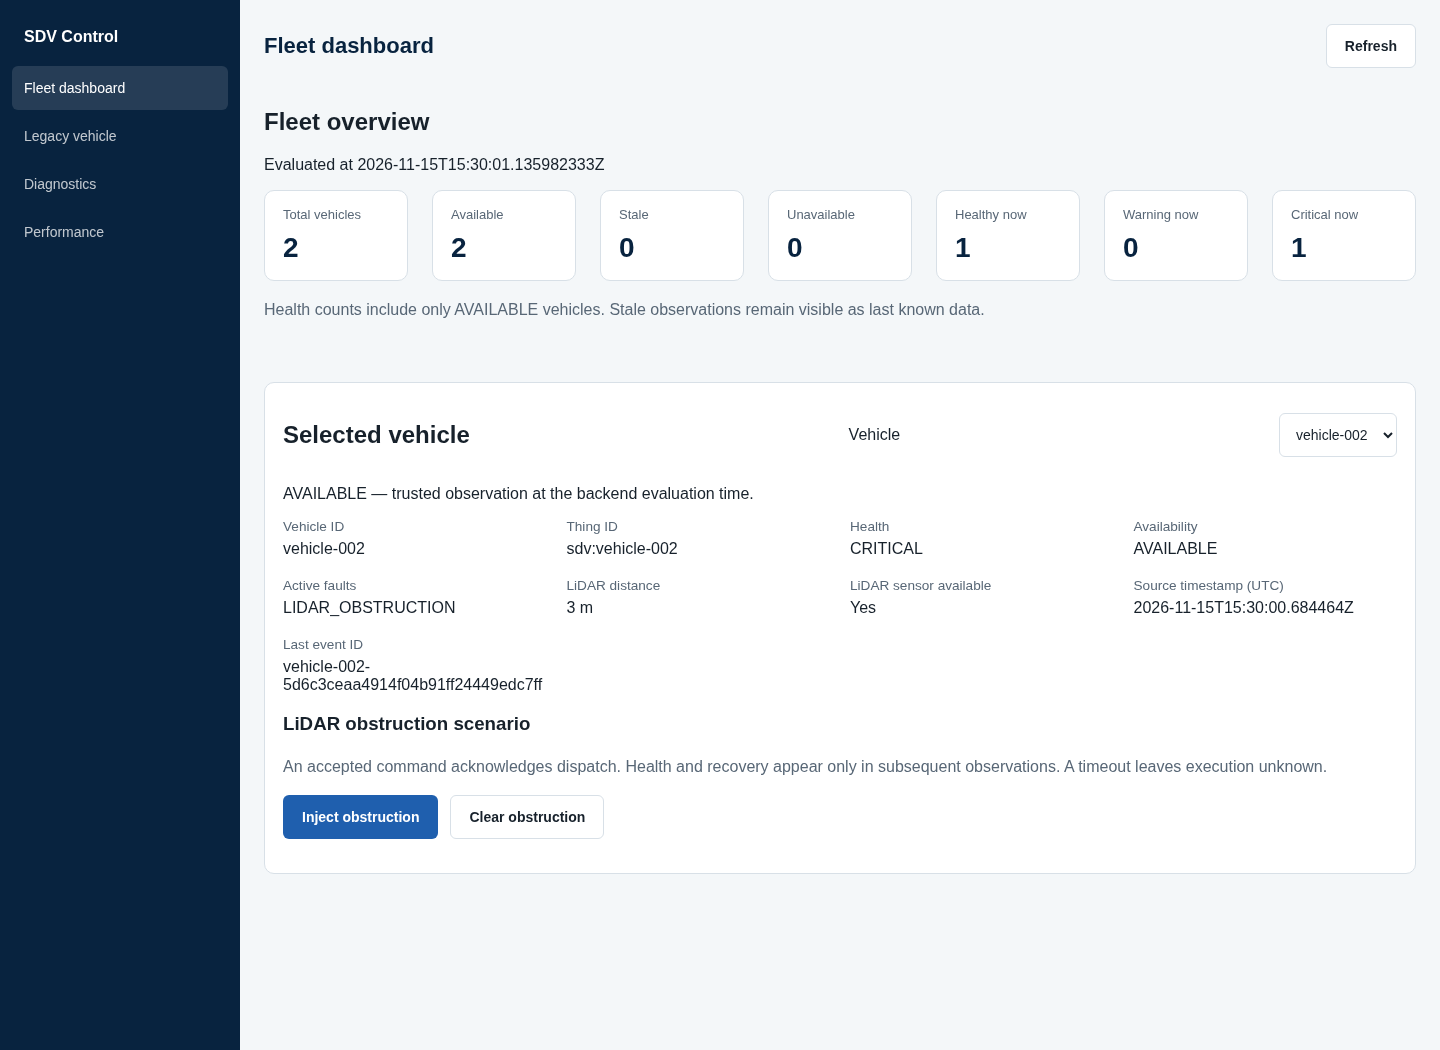 SDV Control
Fleet dashboard
Legacy vehicle
Diagnostics
Performance
Fleet dashboard
Refresh
Fleet overview
Evaluated at 2026-11-15T15:30:01.135982333Z
Total vehicles
2
Available
2
Stale
0
Unavailable
0
Healthy now
1
Warning now
0
Critical now
1
Health counts include only AVAILABLE vehicles. Stale observations remain visible as last known data.
Selected vehicle
Vehicle
vehicle-002
AVAILABLE — trusted observation at the backend evaluation time.
Vehicle ID
vehicle-002
Thing ID
sdv:vehicle-002
Health
CRITICAL
Availability
AVAILABLE
Active faults
LIDAR_OBSTRUCTION
LiDAR distance
3 m
LiDAR sensor available
Yes
Source timestamp (UTC)
2026-11-15T15:30:00.684464Z
Last event ID
vehicle-002-
5d6c3ceaa4914f04b91ff24449edc7ff
LiDAR obstruction scenario
An accepted command acknowledges dispatch. Health and recovery appear only in subsequent observations. A timeout leaves execution unknown.
Inject obstruction
Clear obstruction